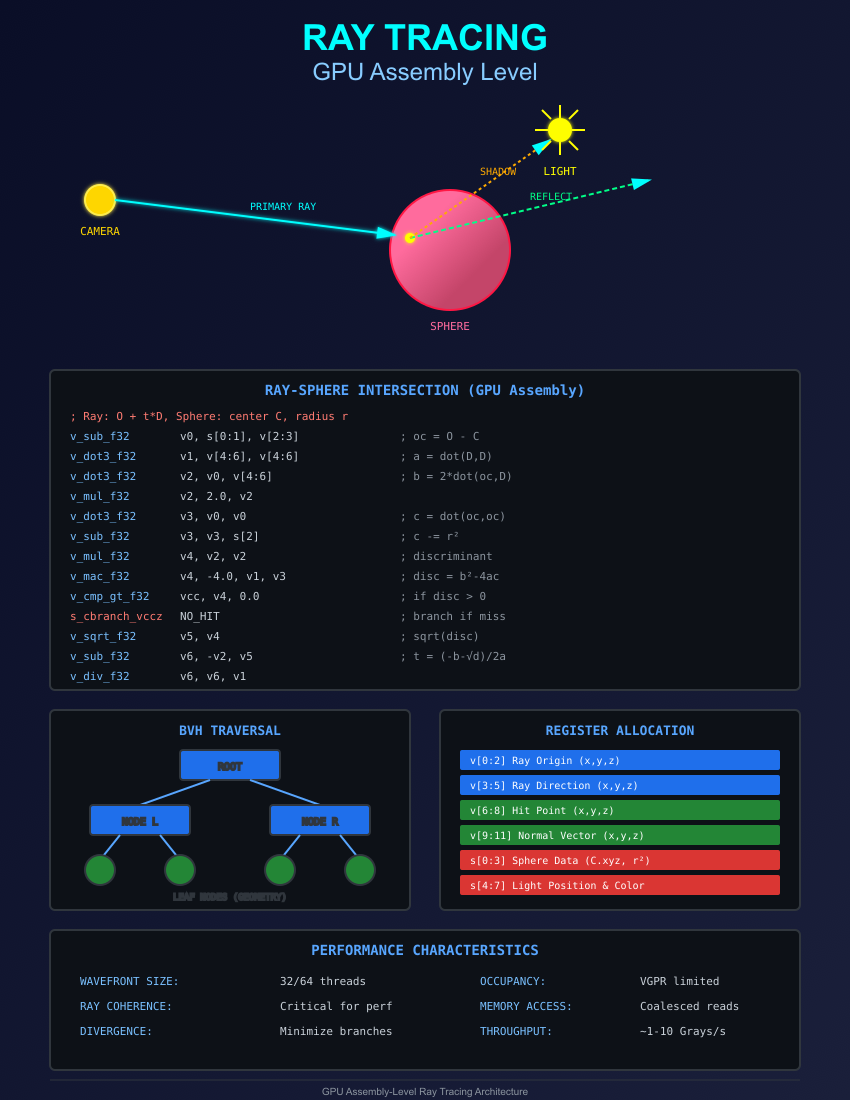 RAY TRACING
GPU Assembly Level
SHADOW
LIGHT
REFLECT
PRIMARY RAY
CAMERA
SPHERE
RAY-SPHERE INTERSECTION (GPU Assembly)
; Ray: O + t*D, Sphere: center C, radius r
v_sub_f32 v0, s[0:1], v[2:3] ; oc = O - C
v_dot3_f32 v1, v[4:6], v[4:6] ; a = dot(D,D)
v_dot3_f32 v2, v0, v[4:6] ; b = 2*dot(oc,D)
v_mul_f32 v2, 2.0, v2
v_dot3_f32 v3, v0, v0 ; c = dot(oc,oc)
v_sub_f32 v3, v3, s[2] ; c -= r²
v_mul_f32 v4, v2, v2 ; discriminant
v_mac_f32 v4, -4.0, v1, v3 ; disc = b²-4ac
v_cmp_gt_f32 vcc, v4, 0.0 ; if disc > 0
s_cbranch_vccz NO_HIT ; branch if miss
v_sqrt_f32 v5, v4 ; sqrt(disc)
v_sub_f32 v6, -v2, v5 ; t = (-b-√d)/2a
v_div_f32 v6, v6, v1
BVH TRAVERSAL
ROOT
NODE L
NODE R
LEAF NODES (GEOMETRY)
REGISTER ALLOCATION
v[0:2] Ray Origin (x,y,z)
v[3:5] Ray Direction (x,y,z)
v[6:8] Hit Point (x,y,z)
v[9:11] Normal Vector (x,y,z)
s[0:3] Sphere Data (C.xyz, r²)
s[4:7] Light Position & Color
PERFORMANCE CHARACTERISTICS
WAVEFRONT SIZE: 32/64 threads OCCUPANCY: VGPR limited
RAY COHERENCE: Critical for perf MEMORY ACCESS: Coalesced reads
DIVERGENCE: Minimize branches THROUGHPUT: ~1-10 Grays/s
GPU Assembly-Level Ray Tracing Architecture